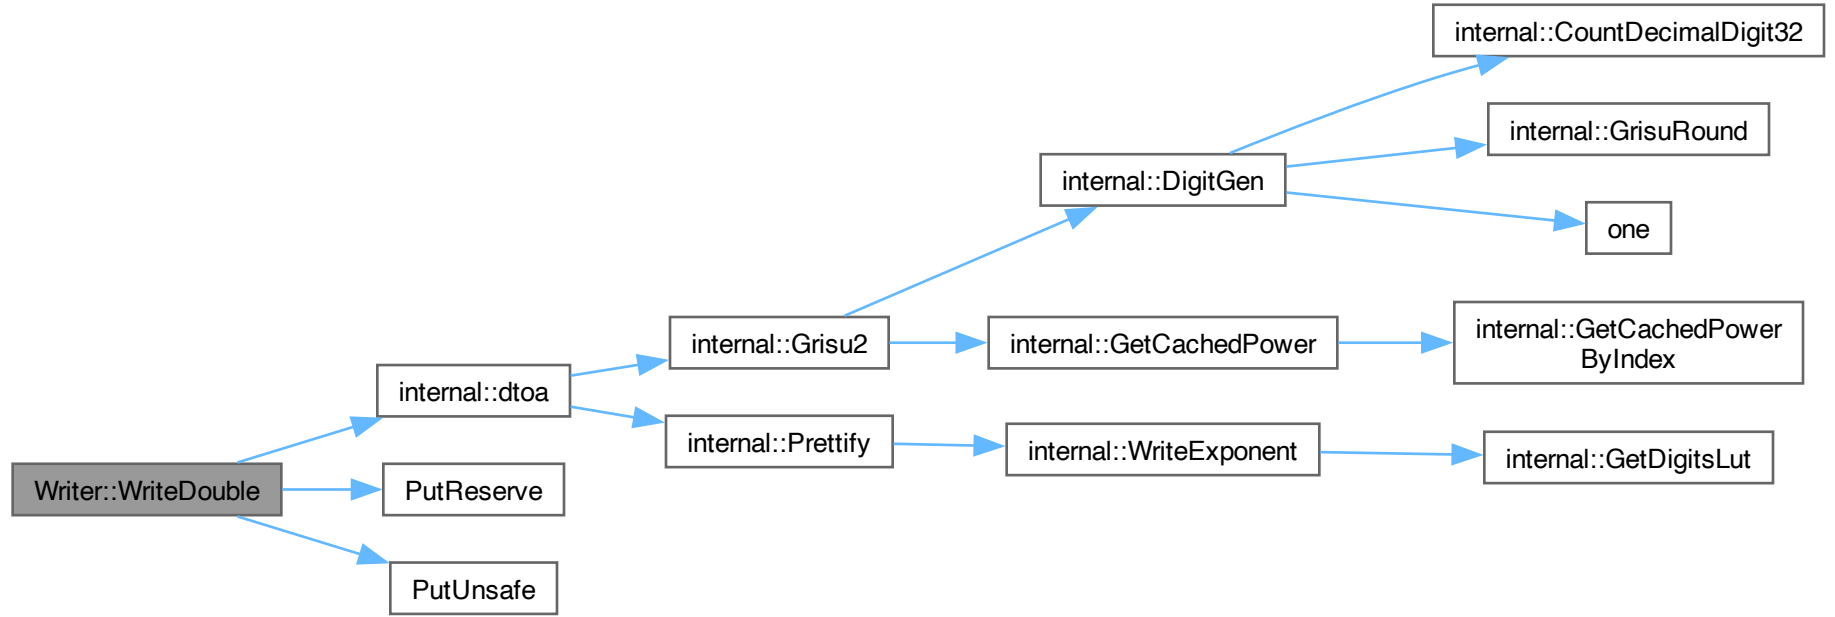 internal::CountDecimalDigit32
internal::GrisuRound
internal::DigitGen
one
internal::Grisu2
internal::GetCachedPower
internal::GetCachedPower
ByIndex
internal::dtoa
internal::Prettify
internal::WriteExponent
internal::GetDigitsLut
Writer::WriteDouble
PutReserve
PutUnsafe